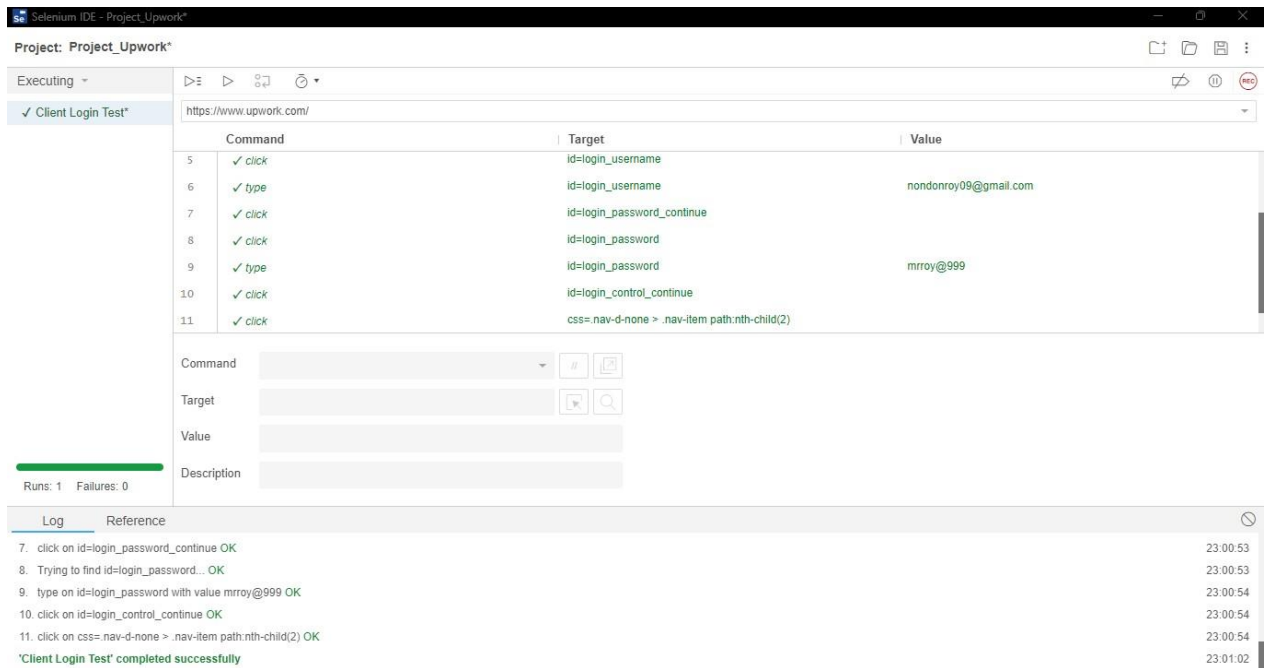 Selenium IDE - Project_Upwork*
Project: Project_Upwork*
Executing
✓ Client Login Test*
https://www.upwork.com/
Command Target Value
5 ✓ click id=login_username
6 ✓ type id=login_username nondonroy09@gmail.com
7 ✓ click id=login_password_continue
8 ✓ click id=login_password
9 ✓ type id=login_password mrroy@999
10 ✓ click id=login_control_continue
11 ✓ click css=.nav-d-none > .nav-item path:nth-child(2)
Command //
Target
Value
Description
Runs: 1 Failures: 0
Log Reference
7. click on id=login_password_continue OK 23:00:53
8. Trying to find id=login_password... OK 23:00:53
9. type on id=login_password with value mrroy@999 OK 23:00:54
10. click on id=login_control_continue OK 23:00:54
11. click on css=.nav-d-none > .nav-item path:nth-child(2) OK 23:00:54
'Client Login Test' completed successfully 23:01:02
REC